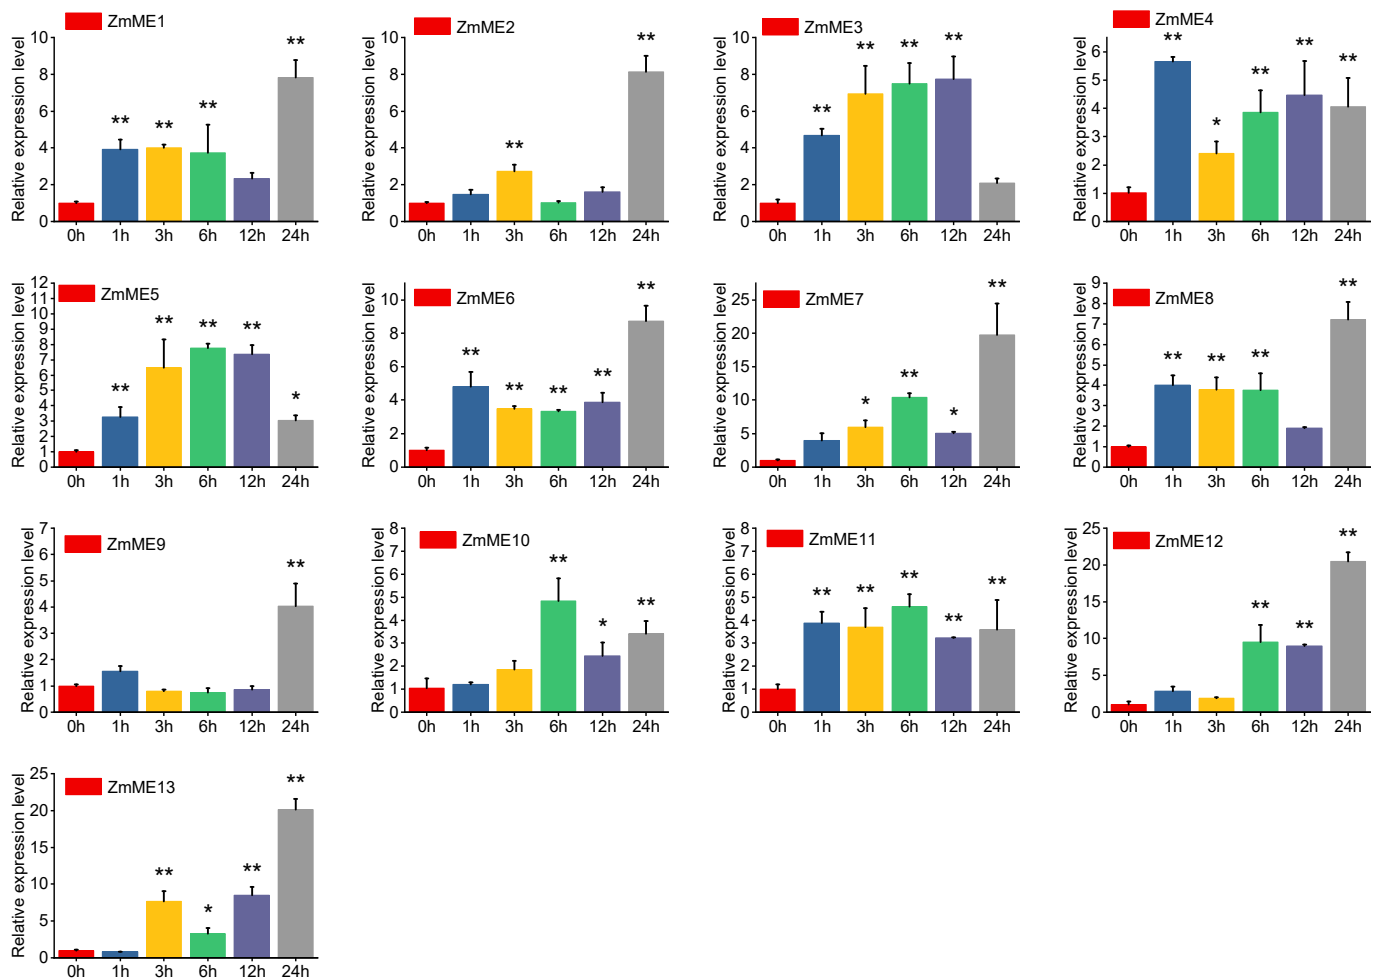 ZmME1
Relative expression level
10
8
6
4
2
0
** ** ** **
0h 1h 3h 6h 12h 24h
ZmME2
Relative expression level
10
8
6
4
2
0
** **
0h 1h 3h 6h 12h 24h
ZmME3
Relative expression level
10
8
6
4
2
0
** ** ** **
0h 1h 3h 6h 12h 24h
ZmME4
Relative expression level
6
5
4
3
2
1
0
** * ** ** **
0h 1h 3h 6h 12h 24h
ZmME5
Relative expression level
12
11
10
9
8
7
6
5
4
3
2
1
0
** ** ** ** *
0h 1h 3h 6h 12h 24h
ZmME6
Relative expression level
10
8
6
4
2
0
** ** ** ** **
0h 1h 3h 6h 12h 24h
ZmME7
Relative expression level
25
20
15
10
5
0
* ** * **
0h 1h 3h 6h 12h 24h
ZmME8
Relative expression level
9
8
7
6
5
4
3
2
1
0
** ** ** **
0h 1h 3h 6h 12h 24h
ZmME9
Relative expression level
7
6
5
4
3
2
1
0
**
0h 1h 3h 6h 12h 24h
ZmME10
Relative expression level
8
7
6
5
4
3
2
1
0
** * **
0h 1h 3h 6h 12h 24h
ZmME11
Relative expression level
8
7
6
5
4
3
2
1
0
** ** ** ** **
0h 1h 3h 6h 12h 24h
ZmME12
Relative expression level
25
20
15
10
5
0
** ** **
0h 1h 3h 6h 12h 24h
ZmME13
Relative expression level
25
20
15
10
5
0
** * ** **
0h 1h 3h 6h 12h 24h